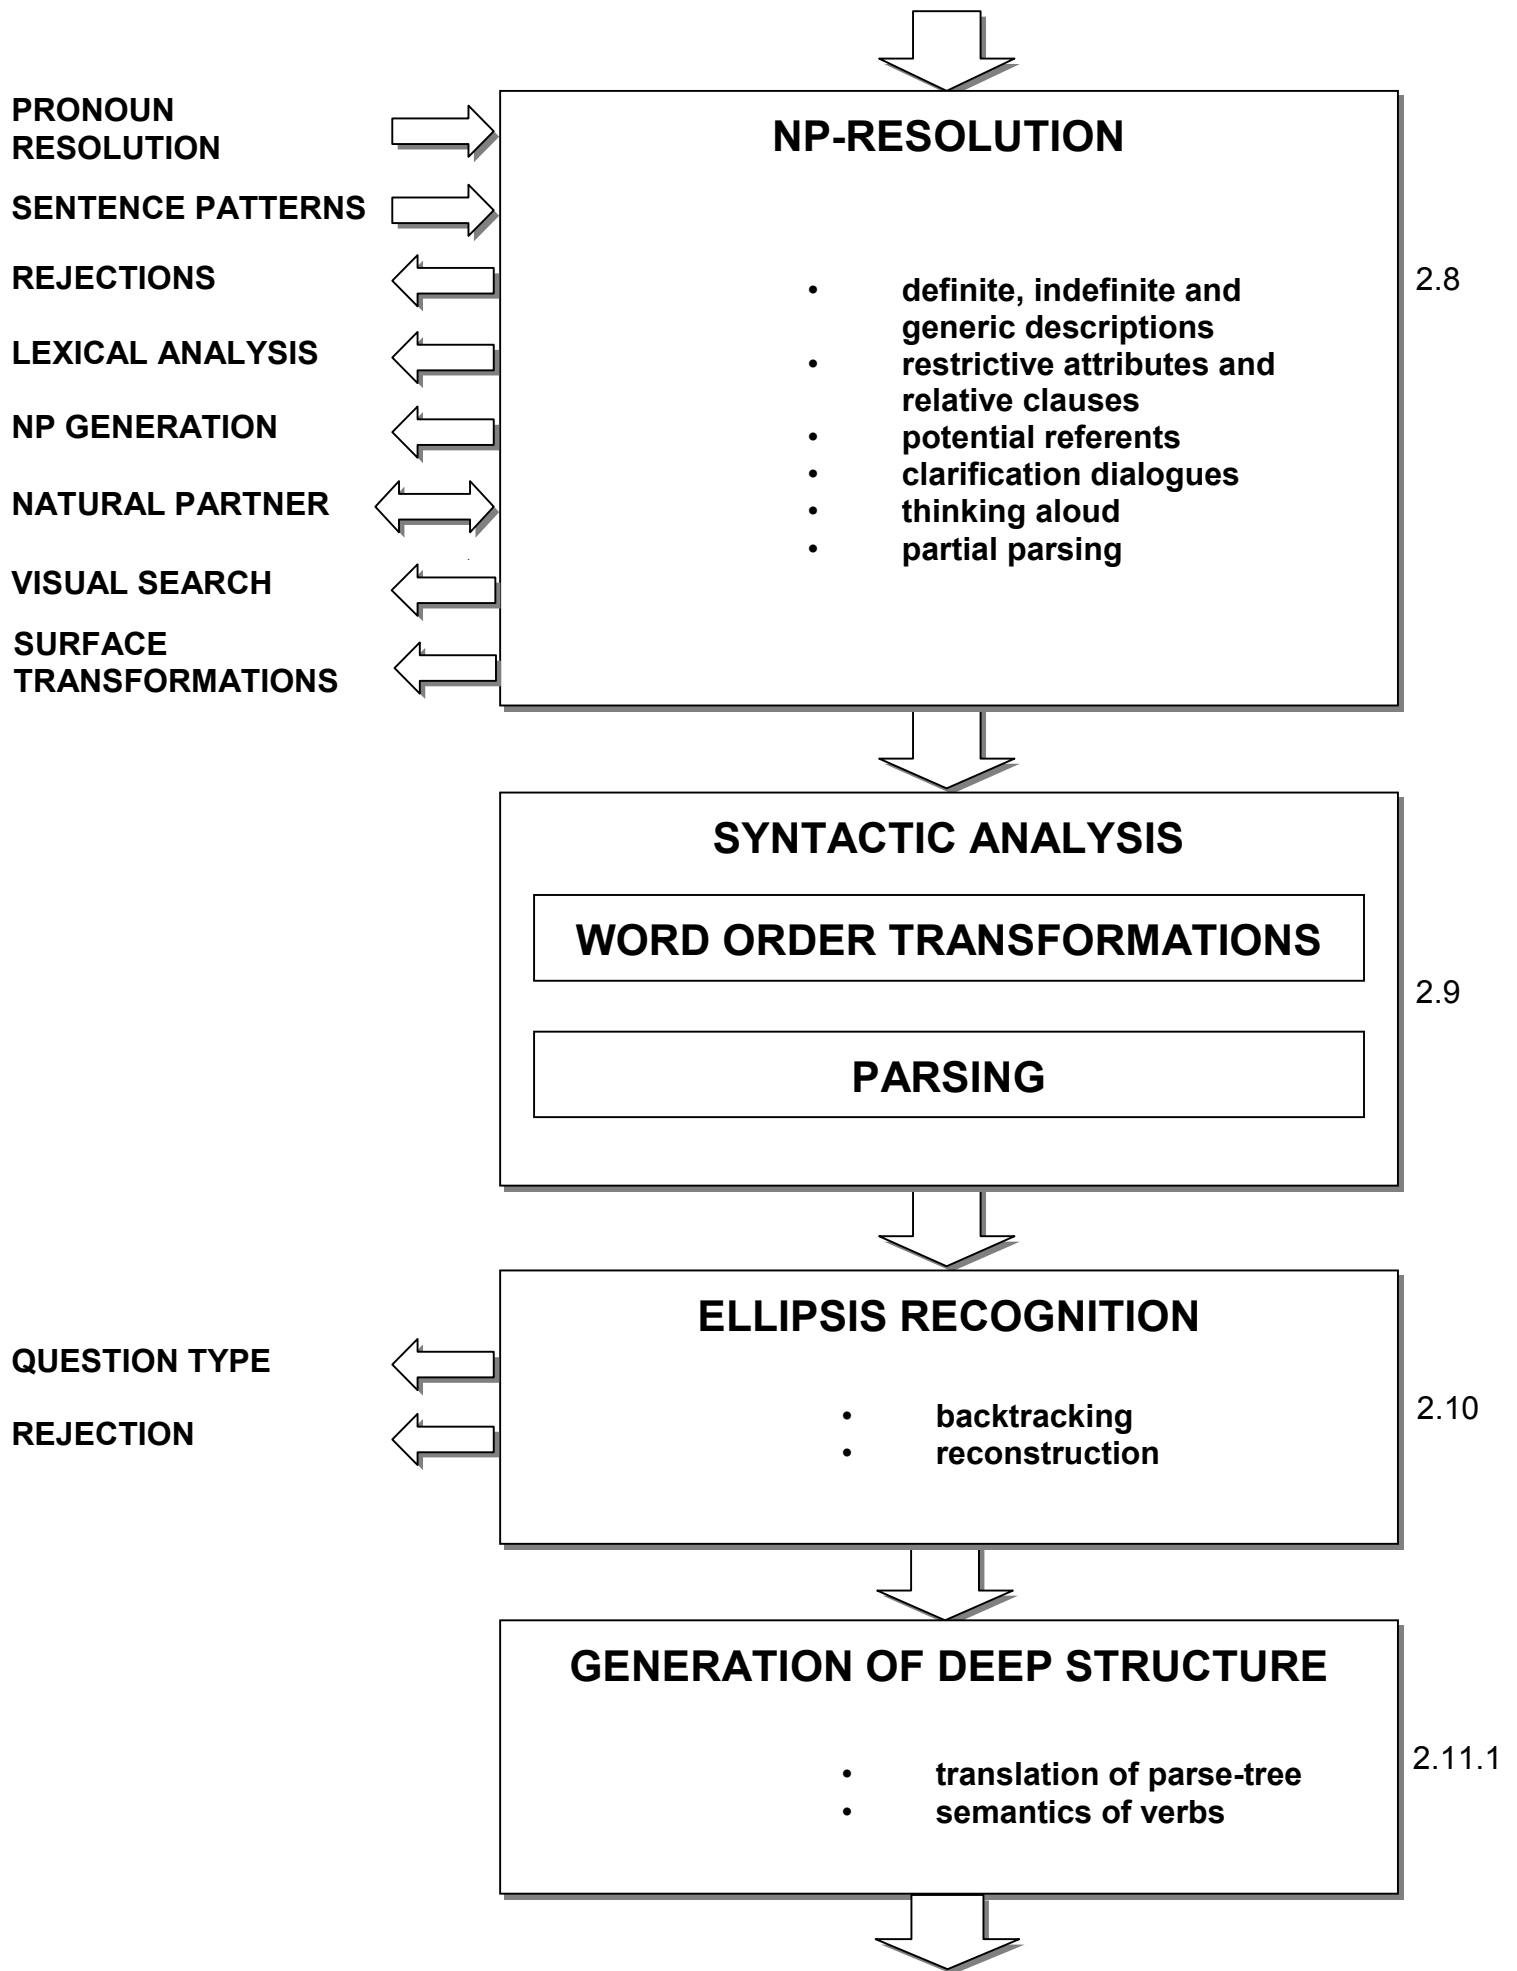 PRONOUN
RESOLUTION
SENTENCE PATTERNS
REJECTIONS
LEXICAL ANALYSIS
NP GENERATION
NATURAL PARTNER
VISUAL SEARCH
SURFACE
TRANSFORMATIONS
NP-RESOLUTION
• definite, indefinite and
generic descriptions
• restrictive attributes and
relative clauses
• potential referents
• clarification dialogues
• thinking aloud
• partial parsing
2.8
SYNTACTIC ANALYSIS
WORD ORDER TRANSFORMATIONS
PARSING
2.9
QUESTION TYPE
REJECTION
ELLIPSIS RECOGNITION
• backtracking
• reconstruction
2.10
GENERATION OF DEEP STRUCTURE
• translation of parse-tree
• semantics of verbs
2.11.1